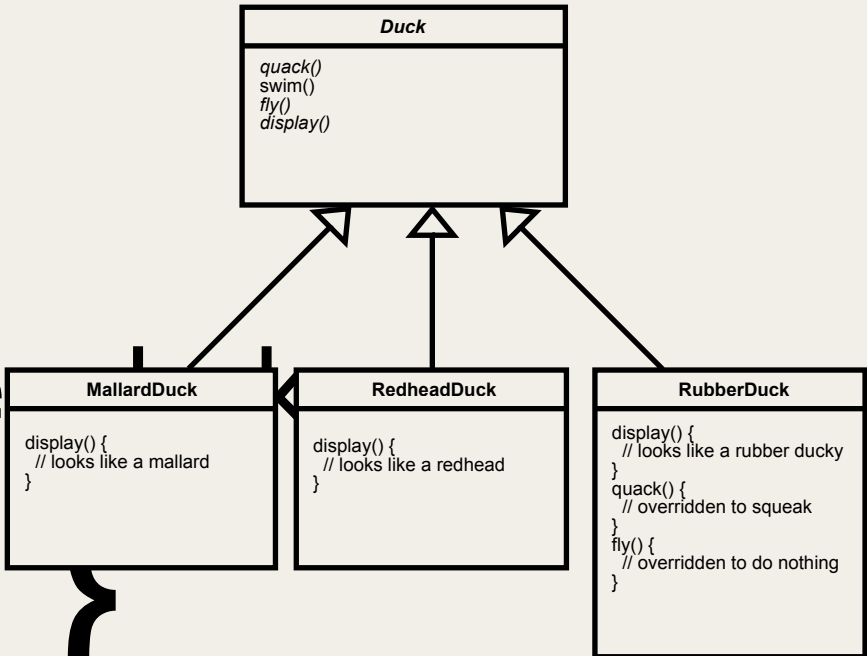 Duck
quack()
swim()
fly()
display()
MallardDuck
display() {
// looks like a mallard
}
RedheadDuck
display() {
// looks like a redhead
}
RubberDuck
display() {
// looks like a rubber ducky
}
quack() {
// overridden to squeak
}
fly() {
// overridden to do nothing
}
}